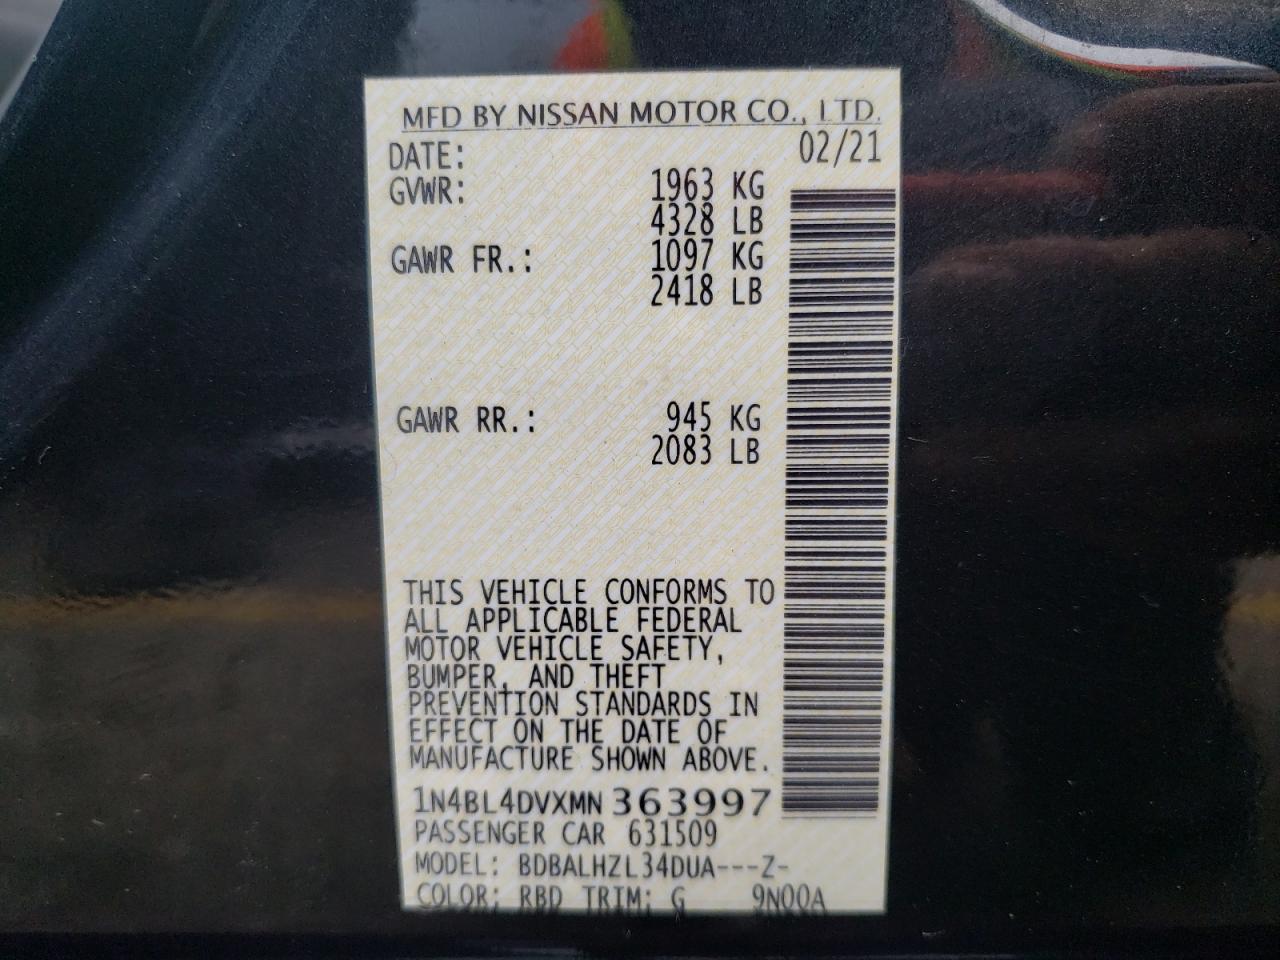 MFD BY NISSAN MOTOR CO., LTD.
DATE: 02/21
GVWR: 1963 KG
4328 LB
GAWR FR.: 1097 KG
2418 LB
GAWR RR.: 945 KG
2083 LB
THIS VEHICLE CONFORMS TO
ALL APPLICABLE FEDERAL
MOTOR VEHICLE SAFETY,
BUMPER, AND THEFT
PREVENTION STANDARDS IN
EFFECT ON THE DATE OF
MANUFACTURE SHOWN ABOVE.
1N4BL4DVXMN363997
PASSENGER CAR 631509
MODEL: BDBALHZL34DUA---Z-
COLOR: RBD TRIM: G 9N00A